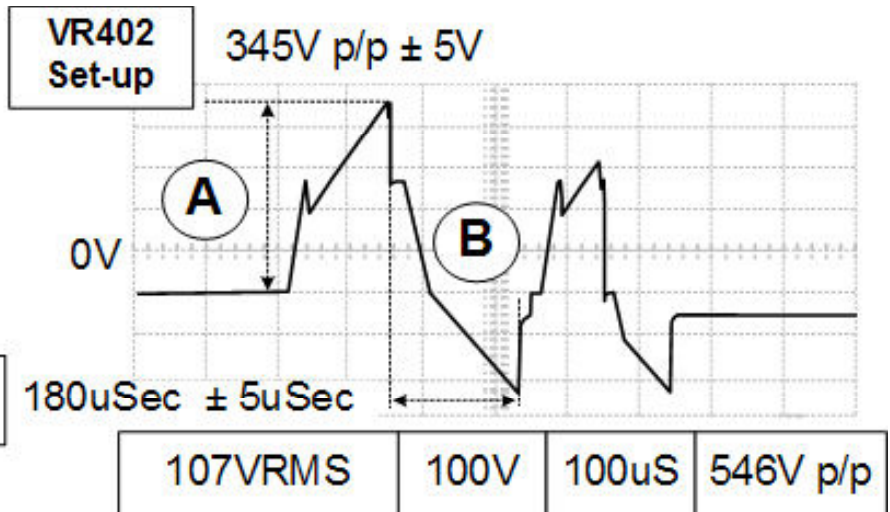 VR402
Set-up
345V p/p ± 5V
A
B
0V
180uSec ± 5uSec
107VRMS
100V
100uS
546V p/p